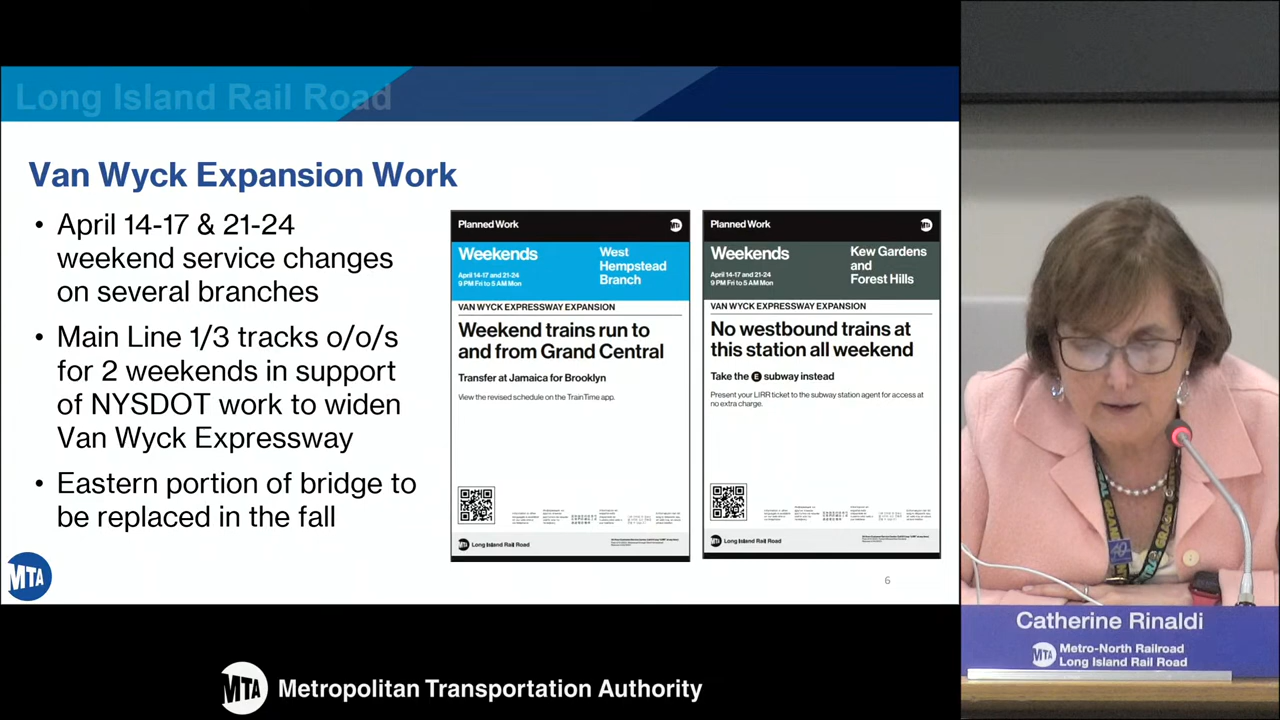 Long Island Rail Road
Van Wyck Expansion Work
• April 14-17 & 21-24
weekend service changes
on several branches
• Main Line 1/3 tracks o/o/s
for 2 weekends in support
of NYSDOT work to widen
Van Wyck Expressway
• Eastern portion of bridge to
be replaced in the fall
Planned Work
MTA
Weekends
April 14-17 and 21-24
9 PM Fri to 5 AM Mon
West
Hempstead
Branch
VAN WYCK EXPRESSWAY EXPANSION
Weekend trains run to
and from Grand Central
Transfer at Jamaica for Brooklyn
View the revised schedule on the TrainTime app.
MTA Long Island Rail Road
Planned Work
MTA
Weekends
April 14-17 and 21-24
9 PM Fri to 5 AM Mon
Kew Gardens
and
Forest Hills
VAN WYCK EXPRESSWAY EXPANSION
No westbound trains at
this station all weekend
Take the E subway instead
Present your LIRR ticket to the subway station agent for access at
no extra charge.
MTA Long Island Rail Road
MTA
6
MTA Metropolitan Transportation Authority
40
Catherine Rinaldi
MTA
Metro-North Railroad
Long Island Rail Road